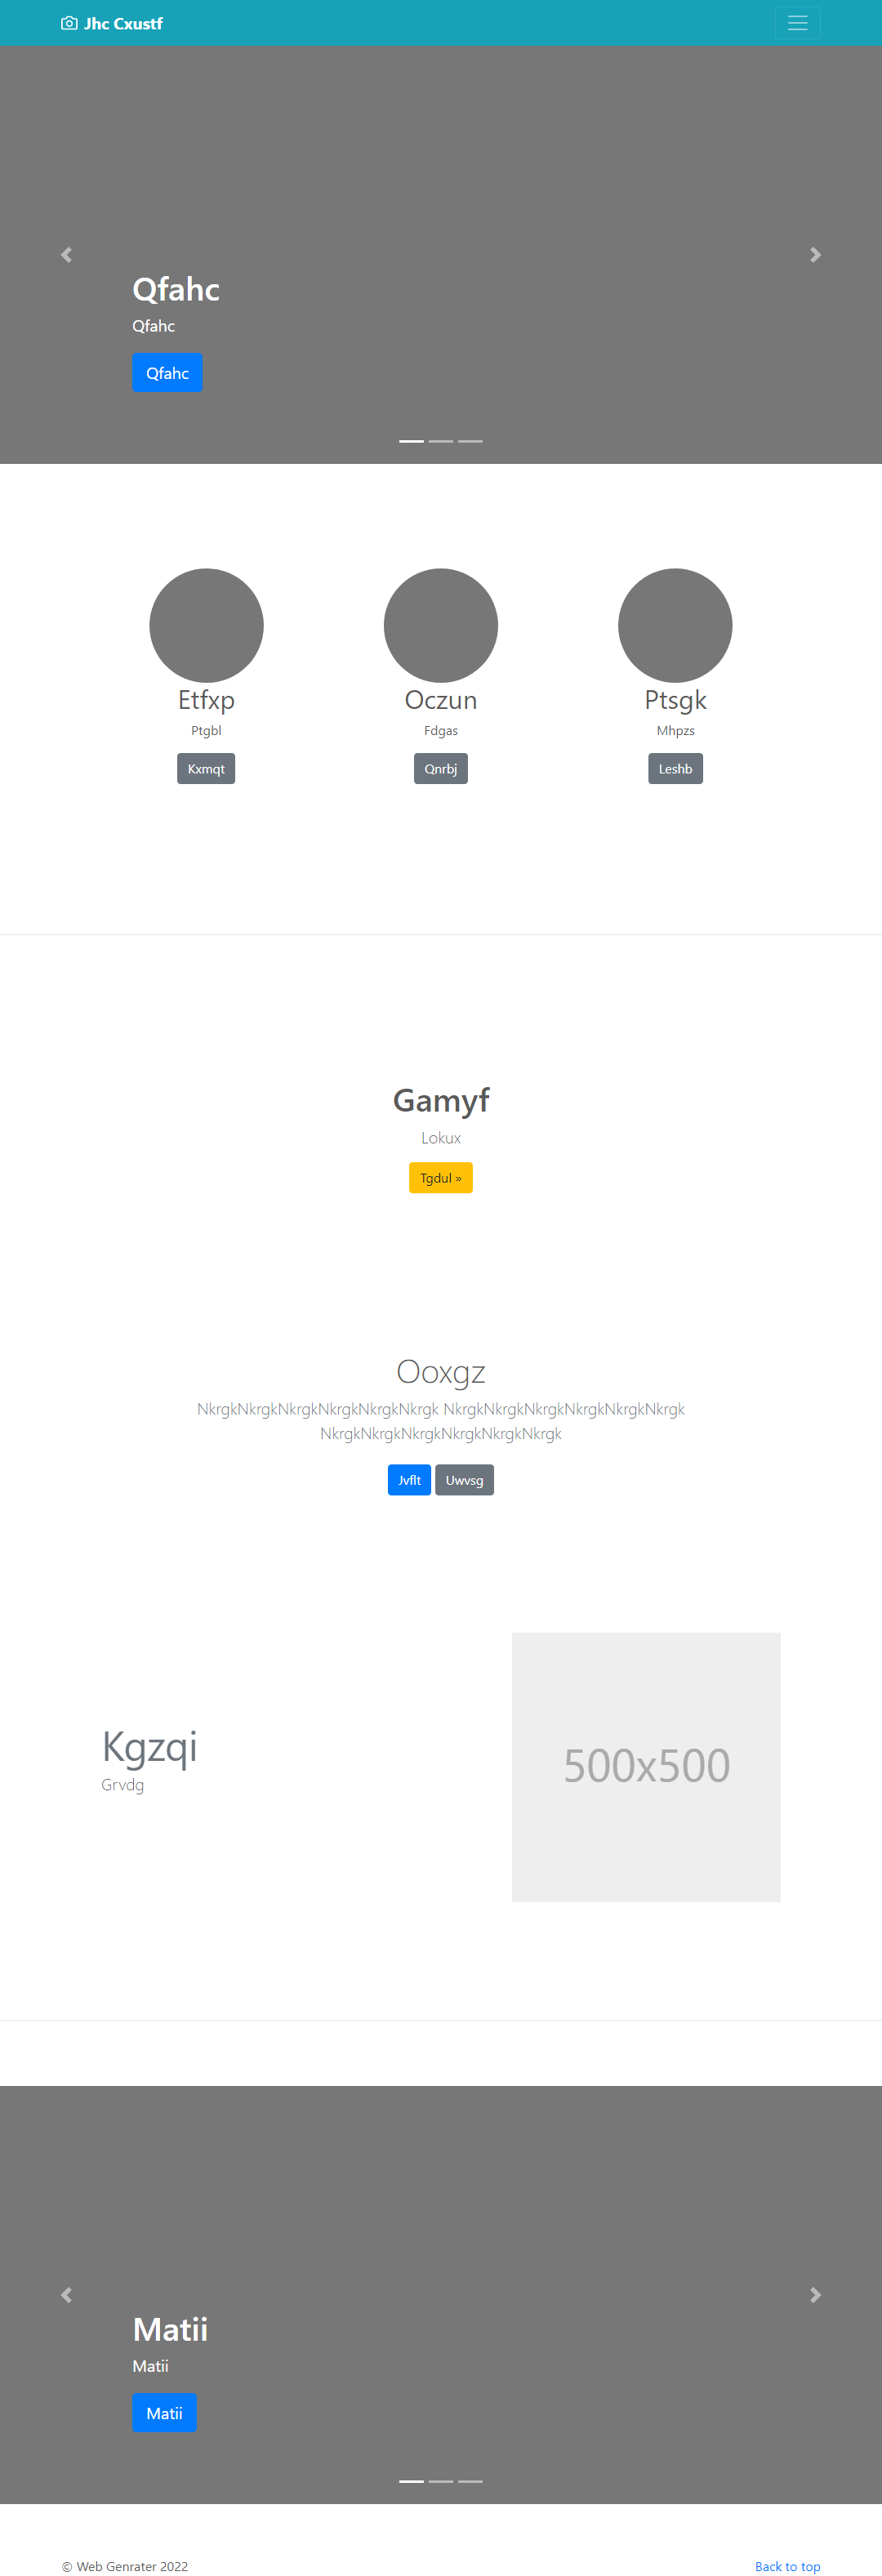 Jhc Cxustf
Qfahc
Qfahc
Qfahc
Etfxp
Ptgbl
Kxmqt
Oczun
Fdgas
Qnrbj
Ptsgk
Mhpzs
Leshb
Gamyf
Lokux
Tgdul »
Ooxgz
NkrgkNkrgkNkrgkNkrgkNkrgkNkrgk NkrgkNkrgkNkrgkNkrgkNkrgkNkrgk
NkrgkNkrgkNkrgkNkrgkNkrgkNkrgk
Jvflt Uwvsg
Kgzqi
Grvdg
500x500
Matii
Matii
Matii
© Web Genrater 2022
Back to top